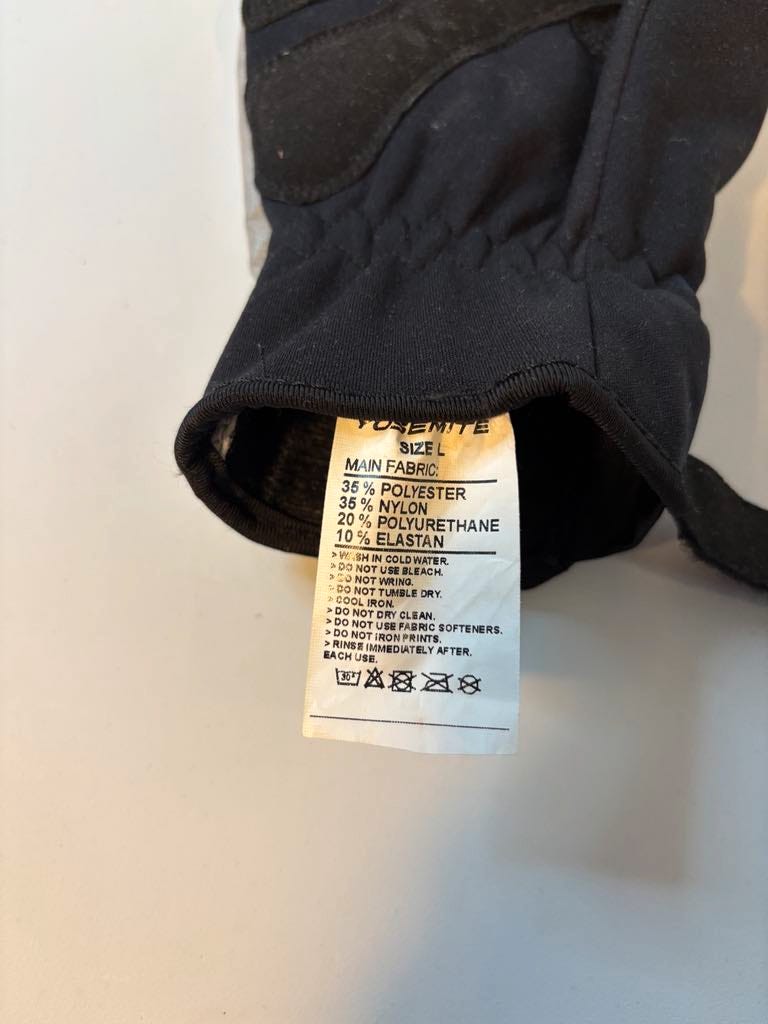 YOSEMITE
SIZE L
MAIN FABRIC:
35 % POLYESTER
35 % NYLON
20 % POLYURETHANE
10 % ELASTAN
> WASH IN COLD WATER.
> DO NOT USE BLEACH.
> DO NOT WRING.
> DO NOT TUMBLE DRY.
> COOL IRON.
> DO NOT DRY CLEAN.
> DO NOT USE FABRIC SOFTENERS.
> DO NOT IRON PRINTS.
> RINSE IMMEDIATELY AFTER.
EACH USE.
30°